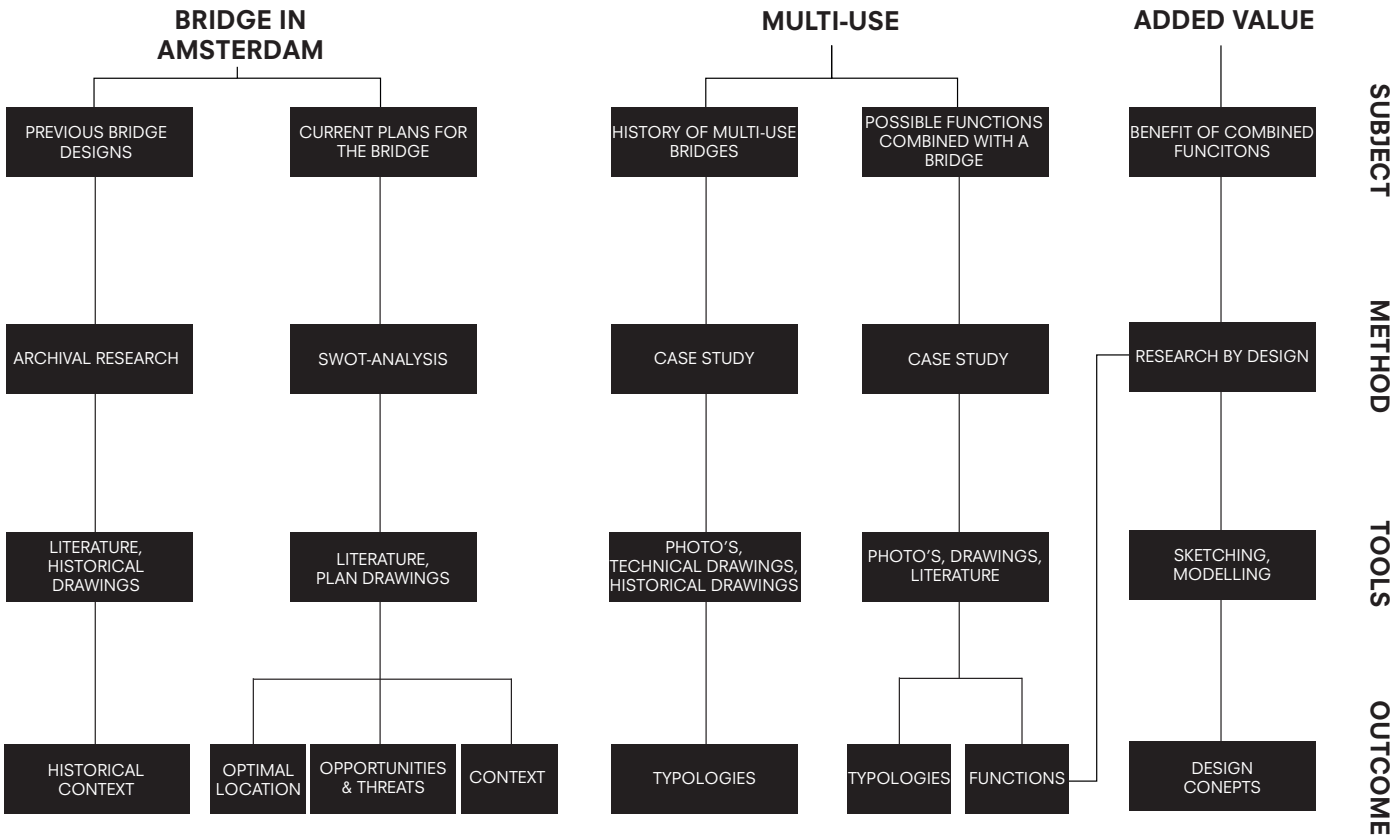 BRIDGE IN
AMSTERDAM
MULTI-USE
ADDED VALUE
SUBJECT
PREVIOUS BRIDGE
DESIGNS
CURRENT PLANS FOR
THE BRIDGE
HISTORY OF MULTI-USE
BRIDGES
POSSIBLE FUNCTIONS
COMBINED WITH A
BRIDGE
BENEFIT OF COMBINED
FUNCITONS
METHOD
ARCHIVAL RESEARCH
SWOT-ANALYSIS
CASE STUDY
CASE STUDY
RESEARCH BY DESIGN
TOOLS
LITERATURE,
HISTORICAL
DRAWINGS
LITERATURE,
PLAN DRAWINGS
PHOTO'S,
TECHNICAL DRAWINGS,
HISTORICAL DRAWINGS
PHOTO'S, DRAWINGS,
LITERATURE
SKETCHING,
MODELLING
OUTCOME
HISTORICAL
CONTEXT
OPTIMAL
LOCATION
OPPORTUNITIES
& THREATS
CONTEXT
TYPOLOGIES
TYPOLOGIES
FUNCTIONS
DESIGN
CONEPTS